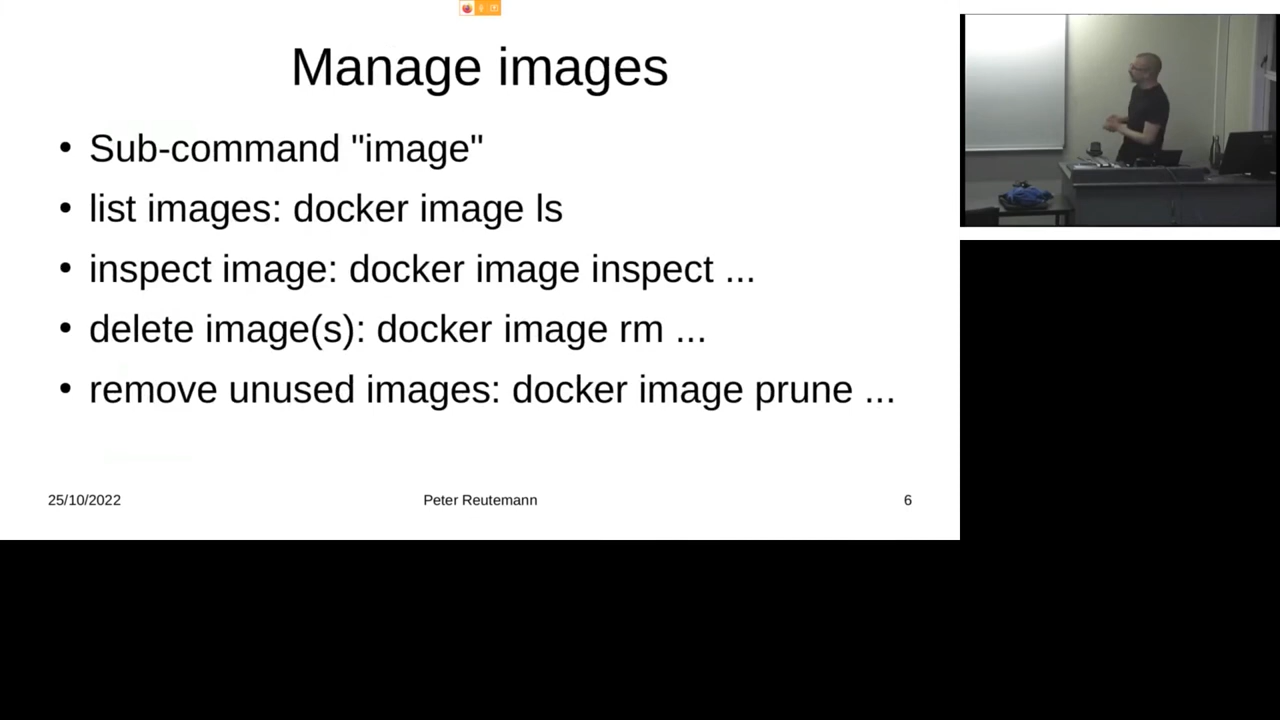 Manage images
• Sub-command "image"
• list images: docker image ls
• inspect image: docker image inspect ...
• delete image(s): docker image rm ...
• remove unused images: docker image prune ...
25/10/2022 Peter Reutemann 6